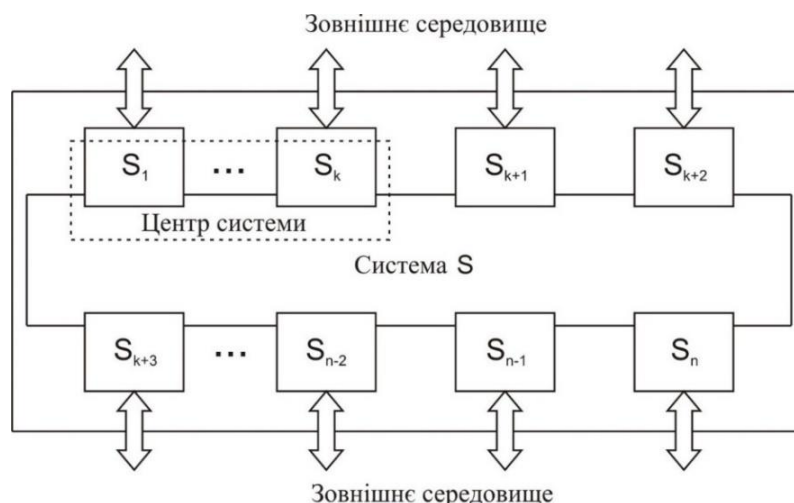 Зовнішнє середовище
S1 ... Sk Sk+1 Sk+2
Центр системи
Система S
Sk+3 ... Sn-2 Sn-1 Sn
Зовнішнє середовище